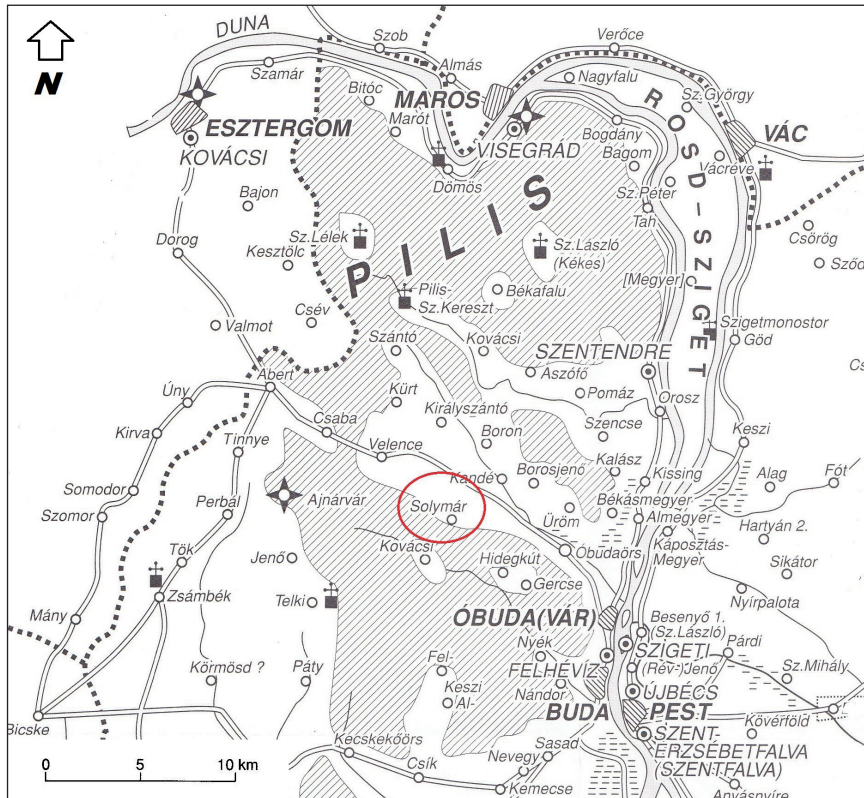 DUNA
Szob
Verőce
Almás
Szamár
Nagyfalu
Bitóc
Sz.György
MAROS
ROSD-SZIGET
ESZTERGOM
Marót
VÁC
N
KOVÁCSI
VISEGRÁD
Bogdány
Bagom
Vácréve
Dömös
Sz.Péter
Bajon
PILIS
Tah
Csörög
Dorog
Sz.Lélek
Sz.László
(Kékes)
Kesztölc
Sződ
Pilis-
Sz.Kereszt
Békafalu
[Megyer]
Csév
Valmot
Szigetmonostor
Göd
Szántó
Kovácsi
SZENTENDRE
Aszófő
Abert
Pomáz
Úny
Kürt
Orosz
Csaba
Királyszántó
Szencse
Kirva
Boron
Keszi
Tinnye
Velence
Kalász
Kandé
Borosjenő
Kissing
Alag
Fót
Somodor
Ajnárvár
Solymár
Békásmegyer
Szomor
Perbál
Üröm
Almegyer
Hartyán 2.
Óbudaörs
Káposztás-
Megyer
Tök
Jenő
Kovácsi
Hidegkút
Sikátor
Gercse
Zsámbék
Telki
Nyírpalota
Mány
ÓBUDA(VÁR)
Besenyő 1.
(Sz.László)
Nyék
SZIGETI
Párdi
Körmösd ?
Páty
Fel-
FELHÉVÍZ
(Rév-)Jenő
Sz.Mihály
Keszi
Nándor
ÚJBÉCS
Al-
Bicske
BUDA
PEST
Kövérföld
Kecskekőörs
Sasad
SZENT-
ERZSÉBETFALVA
(SZENTFALVA)
Nevegy
Csík
Kemecse
0 5 10 km